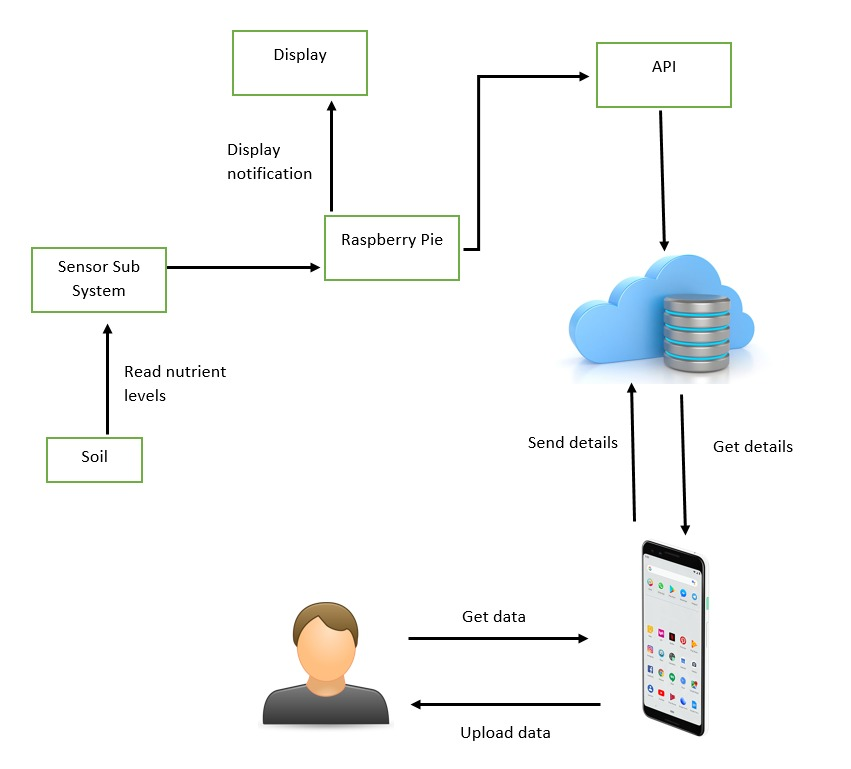 Display
API
Display
notification
Raspberry Pie
Sensor Sub
System
Read nutrient
levels
Soil
Send details
Get details
Get data
Upload data